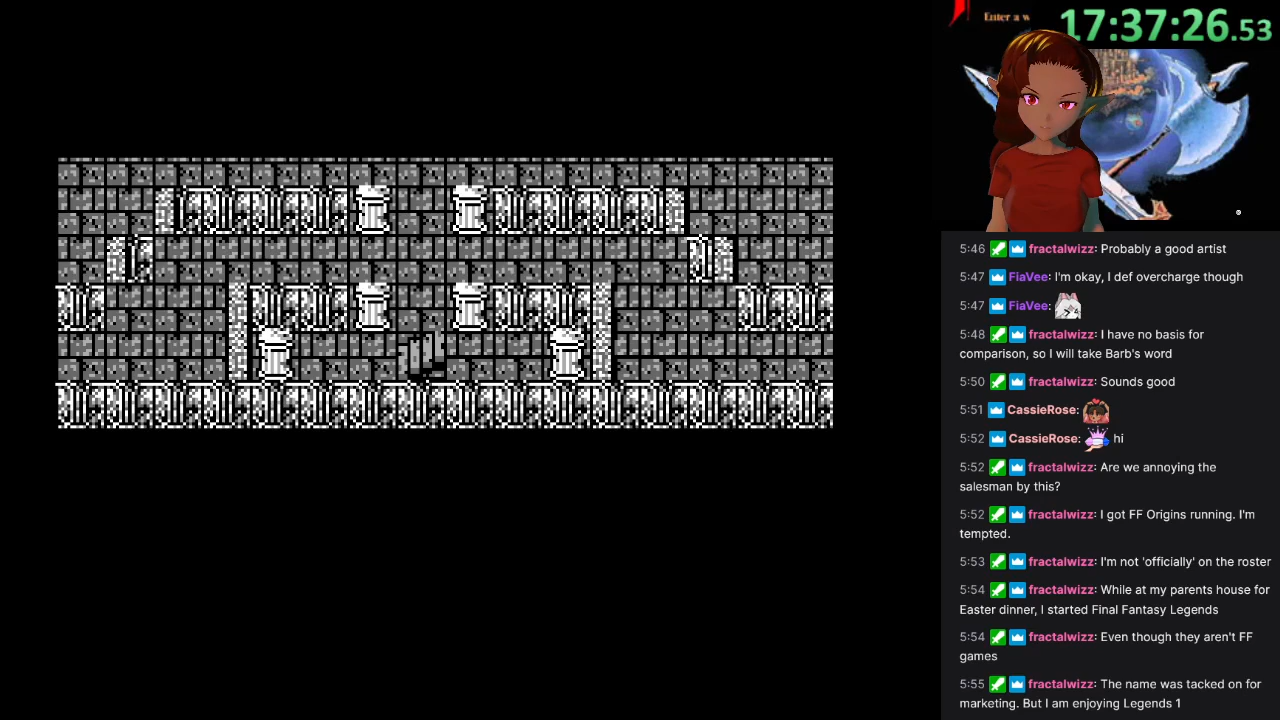 Enter a w
17:37:26.53
5:46 fractalwizz: Probably a good artist
5:47 FiaVee: I'm okay, I def overcharge though
5:47 FiaVee:
5:48 fractalwizz: I have no basis for
comparison, so I will take Barb's word
5:50 fractalwizz: Sounds good
5:51 CassieRose:
5:52 CassieRose: hi
5:52 fractalwizz: Are we annoying the
salesman by this?
5:52 fractalwizz: I got FF Origins running. I'm
tempted.
5:53 fractalwizz: I'm not 'officially' on the roster
5:54 fractalwizz: While at my parents house for
Easter dinner, I started Final Fantasy Legends
5:54 fractalwizz: Even though they aren't FF
games
5:55 fractalwizz: The name was tacked on for
marketing. But I am enjoying Legends 1